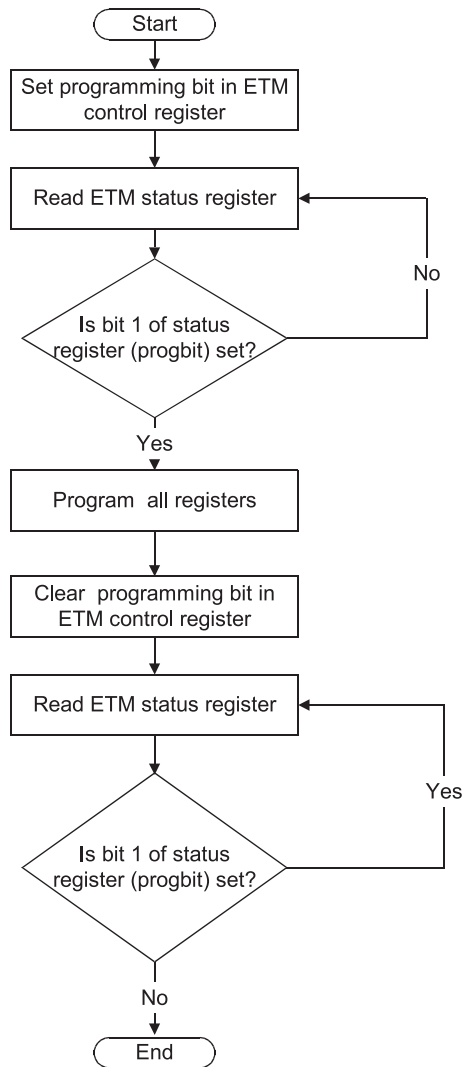 Start
Set programming bit in ETM
control register
Read ETM status register
No
Is bit 1 of status
register (progbit) set?
Yes
Program all registers
Clear programming bit in
ETM control register
Read ETM status register
Yes
Is bit 1 of status
register (progbit) set?
No
End